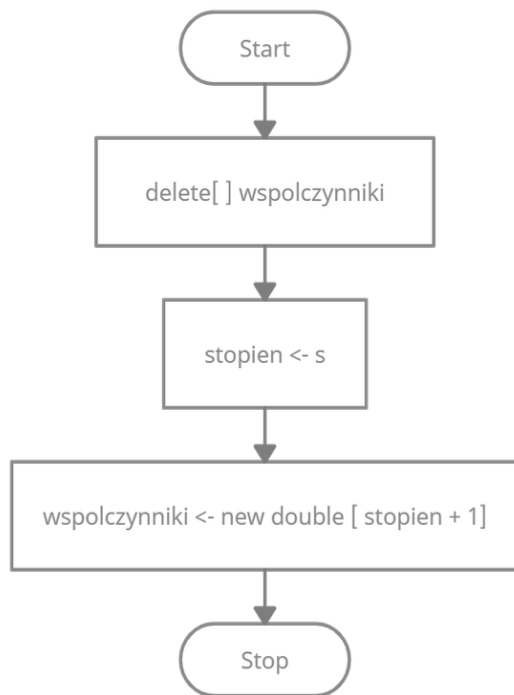 Start
delete[ ] wspolczynniki
stopien <- s
wspolczynniki <- new double [ stopien + 1]
Stop